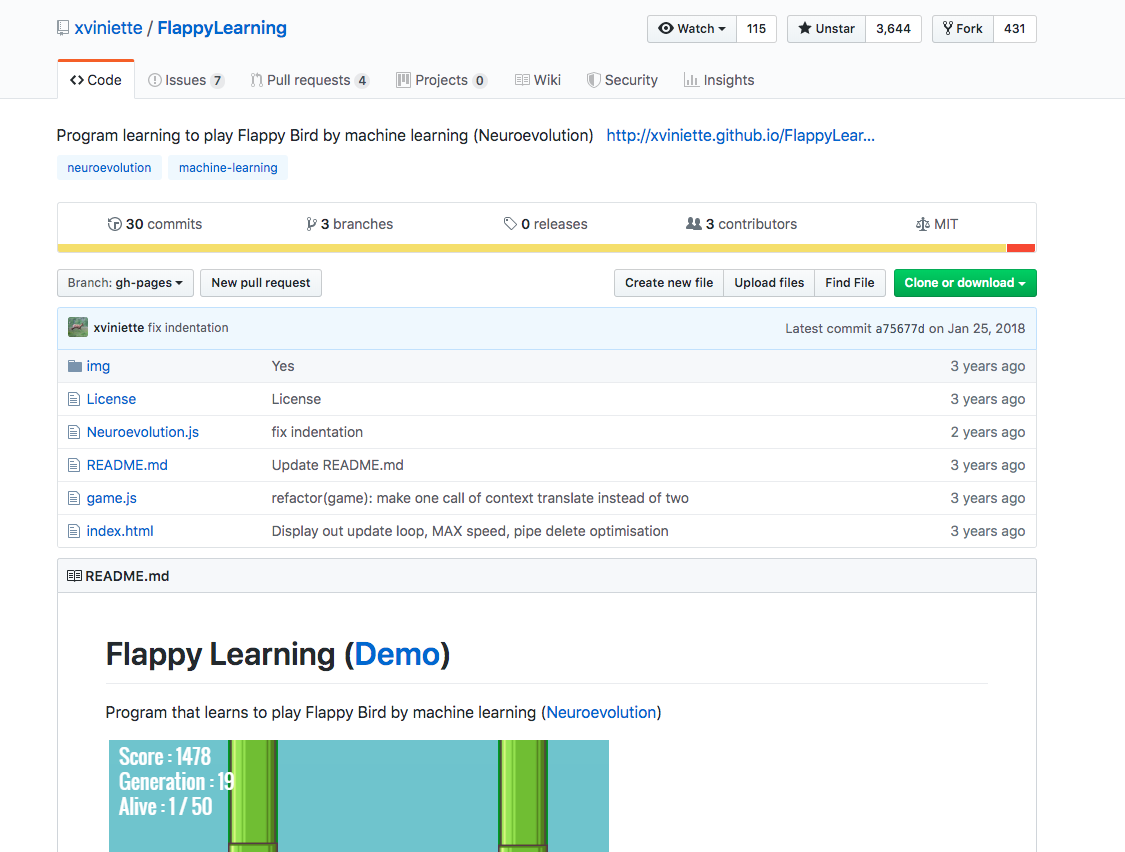 xviniette / FlappyLearning
Watch 115 Unstar 3,644 Fork 431
Code Issues 7 Pull requests 4 Projects 0 Wiki Security Insights
Program learning to play Flappy Bird by machine learning (Neuroevolution) http://xviniette.github.io/FlappyLear...
neuroevolution machine-learning
30 commits 3 branches 0 releases 3 contributors MIT
Branch: gh-pages New pull request Create new file Upload files Find File Clone or download
xviniette fix indentation Latest commit a75677d on Jan 25, 2018
img Yes 3 years ago
License License 3 years ago
Neuroevolution.js fix indentation 2 years ago
README.md Update README.md 3 years ago
game.js refactor(game): make one call of context translate instead of two 3 years ago
index.html Display out update loop, MAX speed, pipe delete optimisation 3 years ago
README.md
Flappy Learning (Demo)
Program that learns to play Flappy Bird by machine learning (Neuroevolution)
Score : 1478
Generation : 19
Alive : 1 / 50